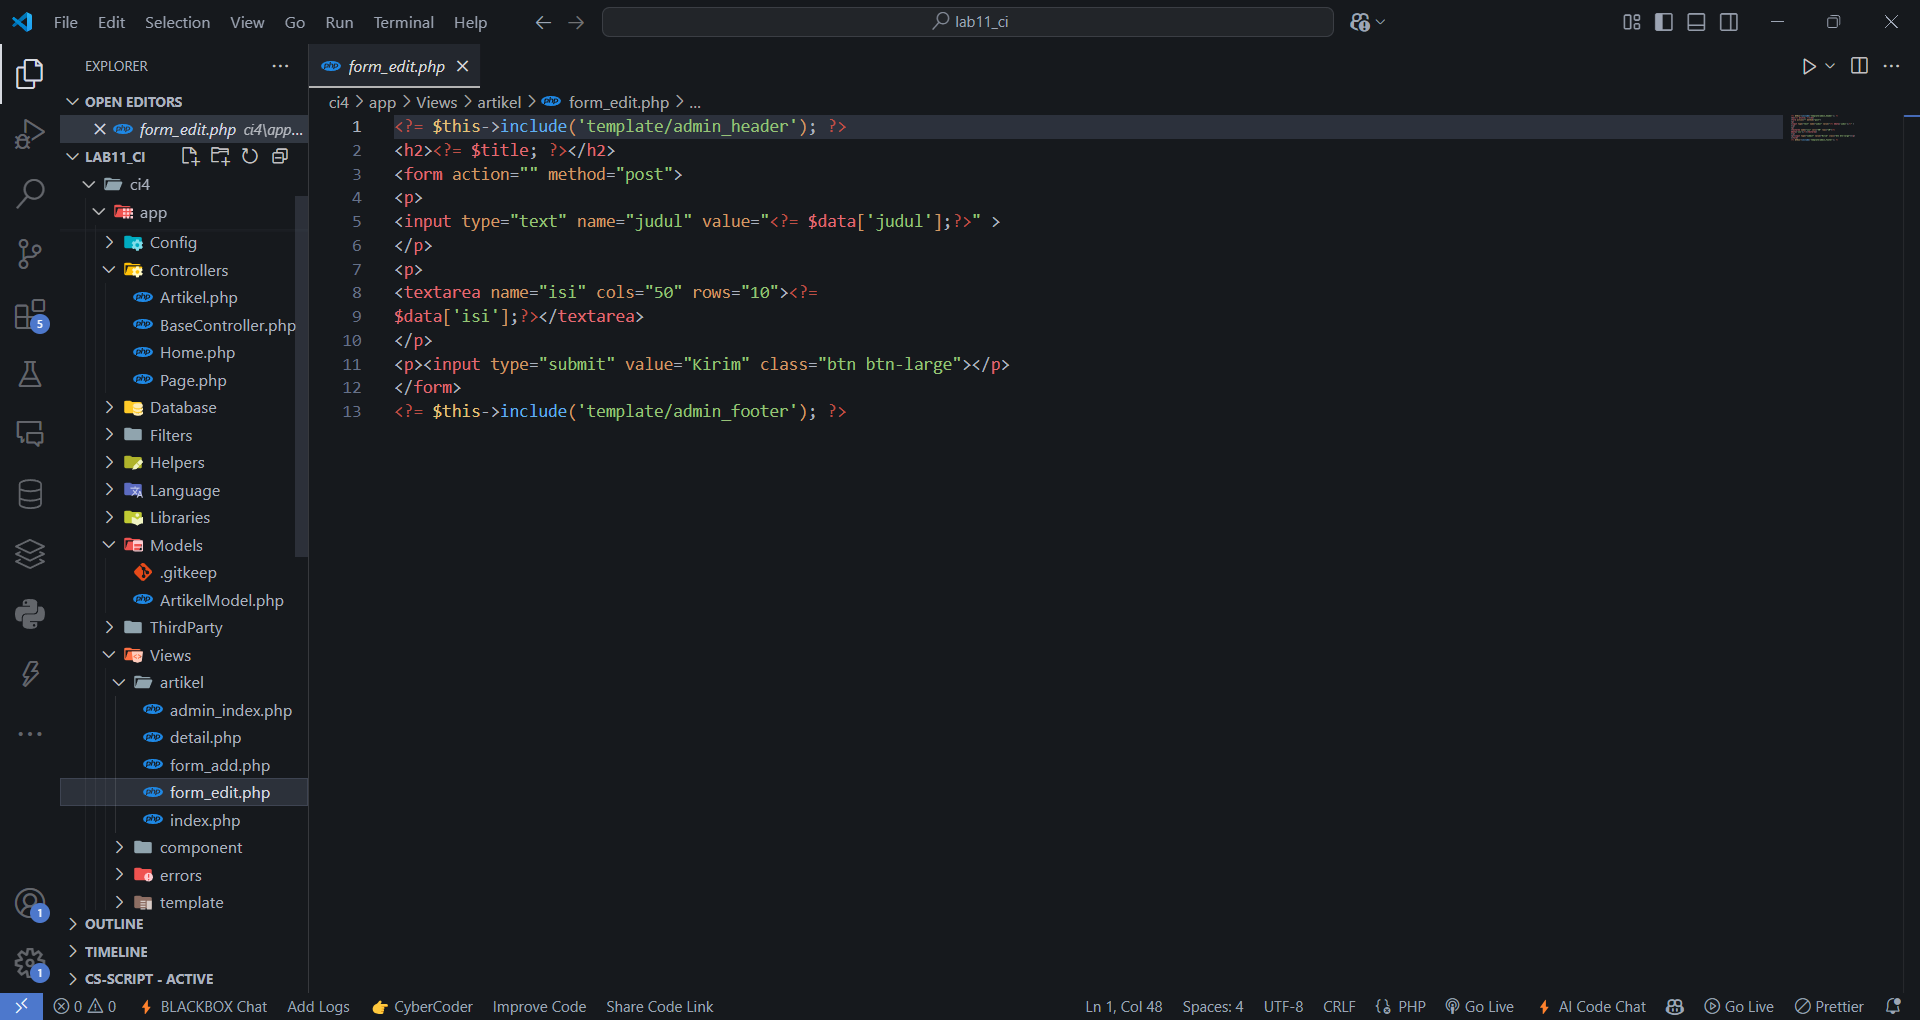 File Edit Selection View Go Run Terminal Help
lab11_ci
EXPLORER
form_edit.php
OPEN EDITORS
form_edit.php ci4\app...
LAB11_CI
ci4
app
Config
Controllers
Artikel.php
BaseController.php
Home.php
Page.php
Database
Filters
Helpers
Language
Libraries
Models
.gitkeep
ArtikelModel.php
ThirdParty
Views
artikel
admin_index.php
detail.php
form_add.php
form_edit.php
index.php
component
errors
template
OUTLINE
TIMELINE
CS-SCRIPT - ACTIVE
5
1
1
ci4 > app > Views > artikel > form_edit.php > ...
1 <?= $this->include('template/admin_header'); ?>
2 <h2><?= $title; ?></h2>
3 <form action="" method="post">
4 <p>
5 <input type="text" name="judul" value="<?= $data['judul'];?>" >
6 </p>
7 <p>
8 <textarea name="isi" cols="50" rows="10"><?=
9 $data['isi'];?></textarea>
10 </p>
11 <p><input type="submit" value="Kirim" class="btn btn-large"></p>
12 </form>
13 <?= $this->include('template/admin_footer'); ?>
0 0 BLACKBOX Chat Add Logs CyberCoder Improve Code Share Code Link Ln 1, Col 48 Spaces: 4 UTF-8 CRLF PHP Go Live AI Code Chat Go Live Prettier